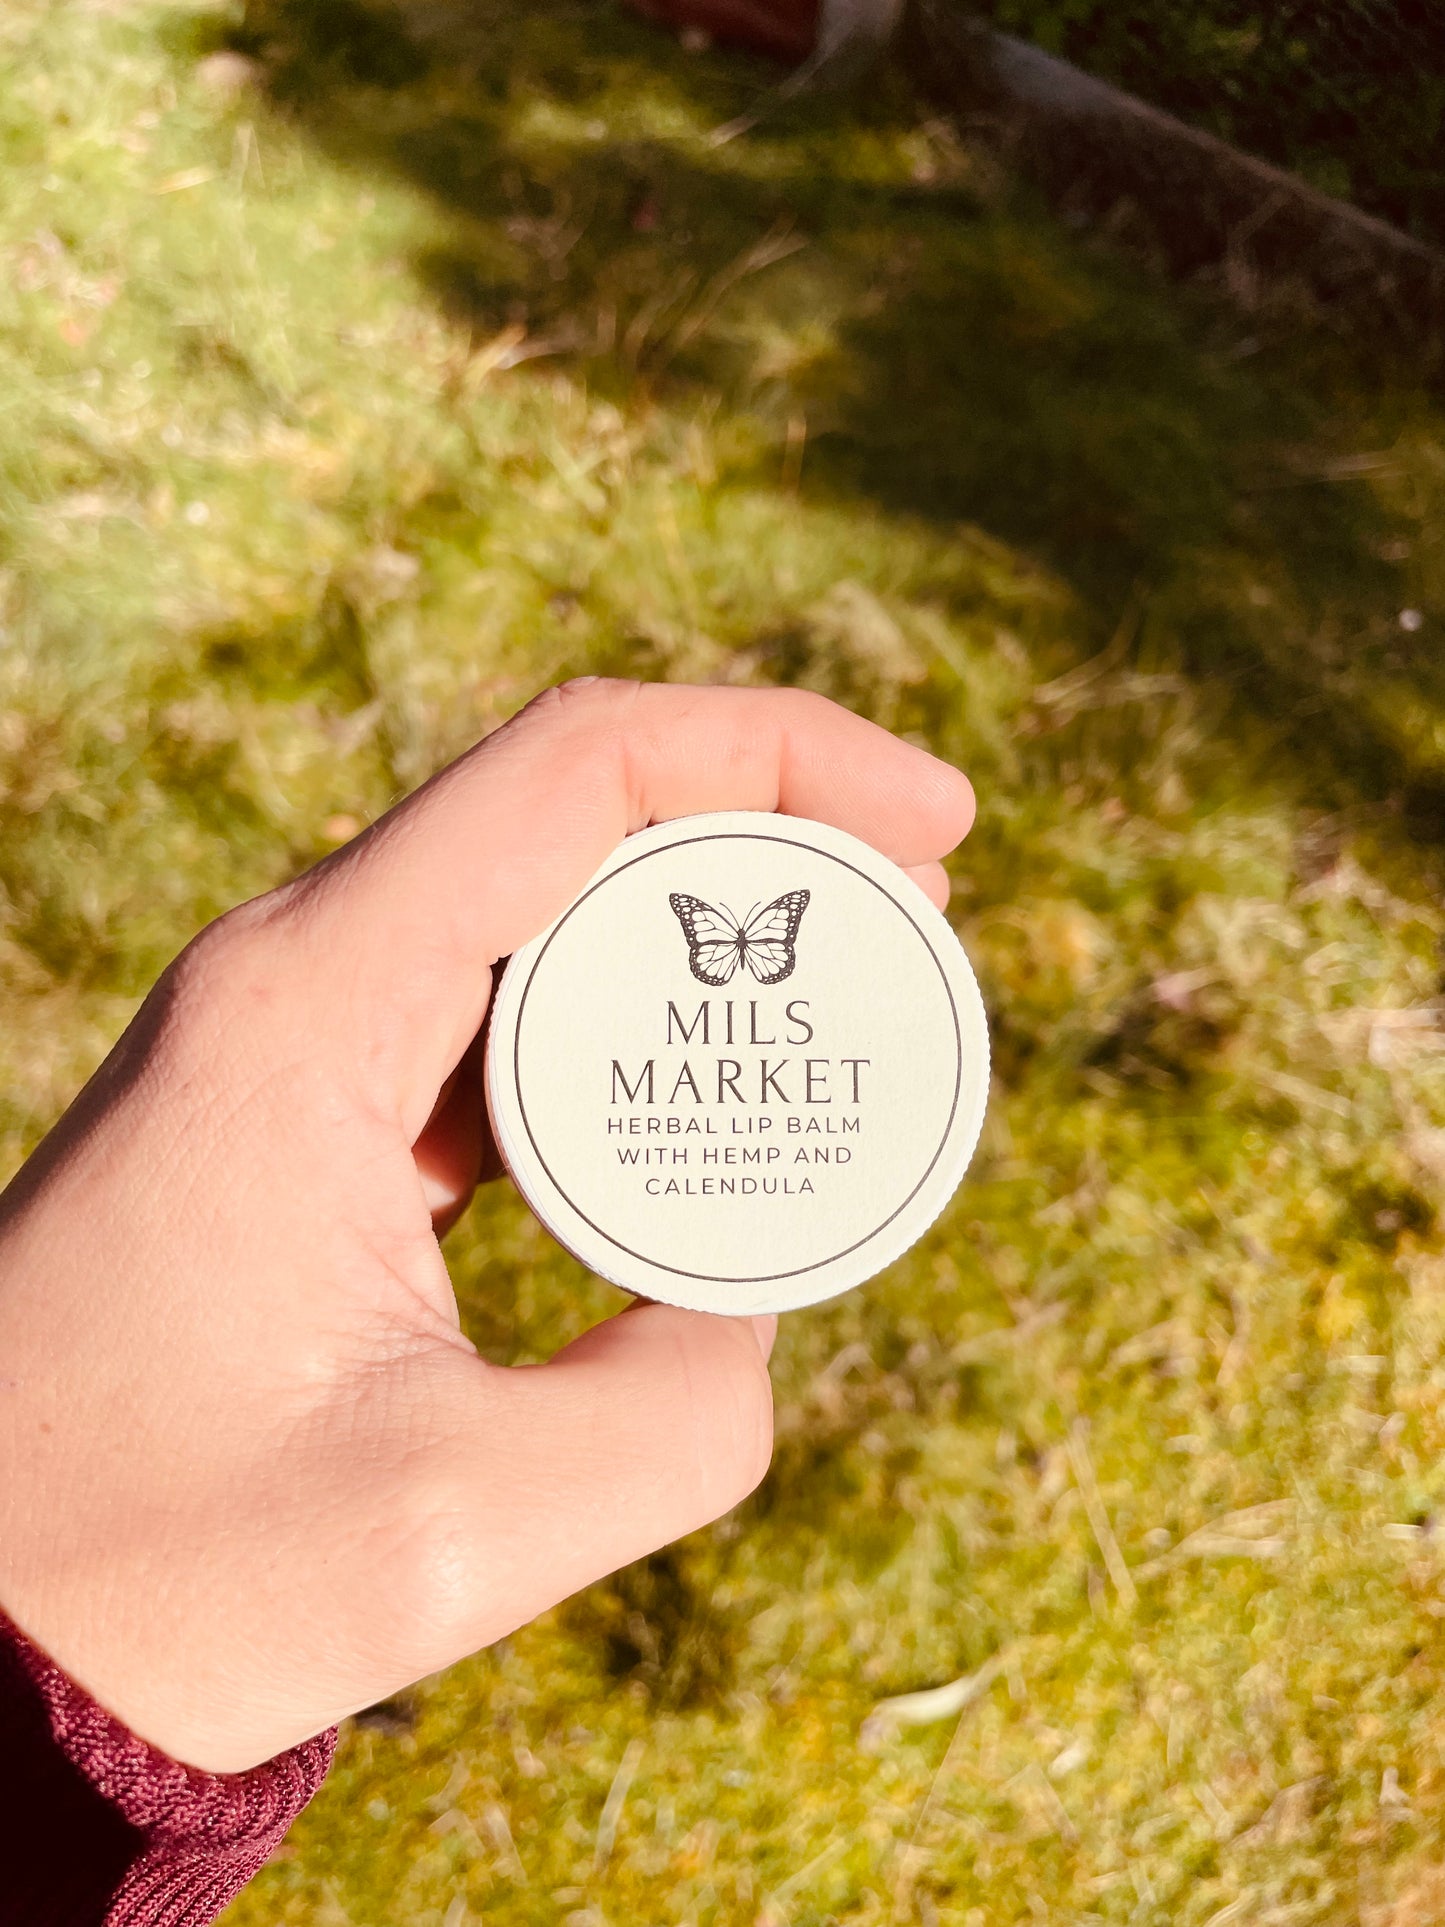 MILS
MARKET
HERBAL LIP BALM
WITH HEMP AND
CALENDULA